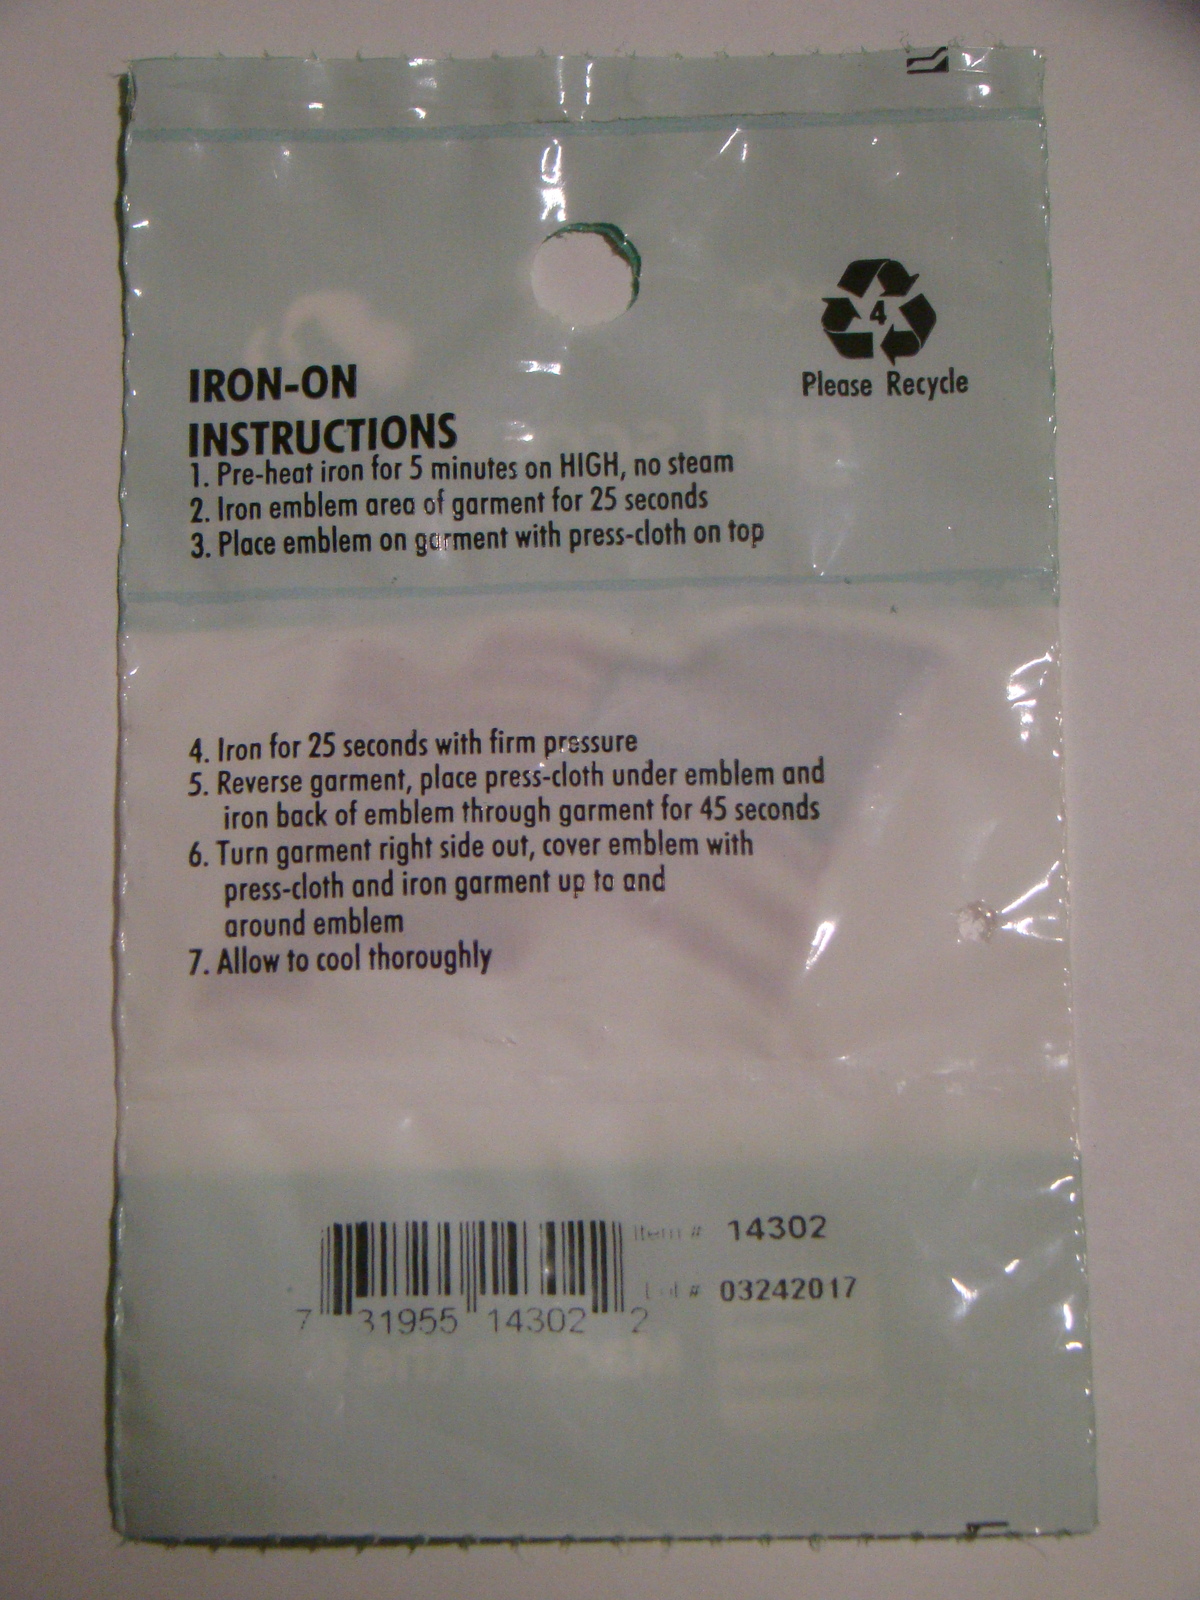 4
Please Recycle
IRON-ON
INSTRUCTIONS
1. Pre-heat iron for 5 minutes on HIGH, no steam
2. Iron emblem area of garment for 25 seconds
3. Place emblem on garment with press-cloth on top
4. Iron for 25 seconds with firm pressure
5. Reverse garment, place press-cloth under emblem and
iron back of emblem through garment for 45 seconds
6. Turn garment right side out, cover emblem with
press-cloth and iron garment up to and
around emblem
7. Allow to cool thoroughly
Item # 14302
Lot # 03242017
7 31955 14302 2